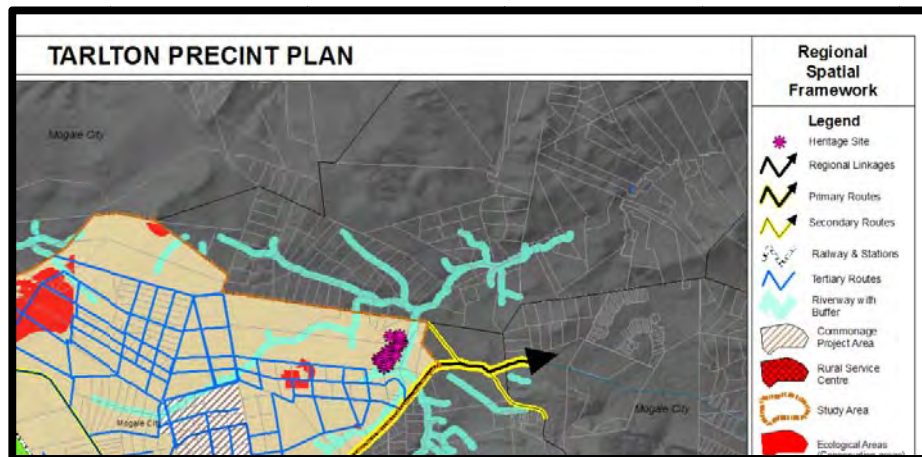 TARLTON PRECINT PLAN
Regional
Spatial
Framework
Legend
Heritage Site
Regional Linkages
Primary Routes
Secondary Routes
Railway & Stations
Tertiary Routes
Riverway with
Buffer
Commonage
Project Area
Rural Service
Centre
Study Area
Ecological Areas
Mogale City
Mogale City
Mogale City